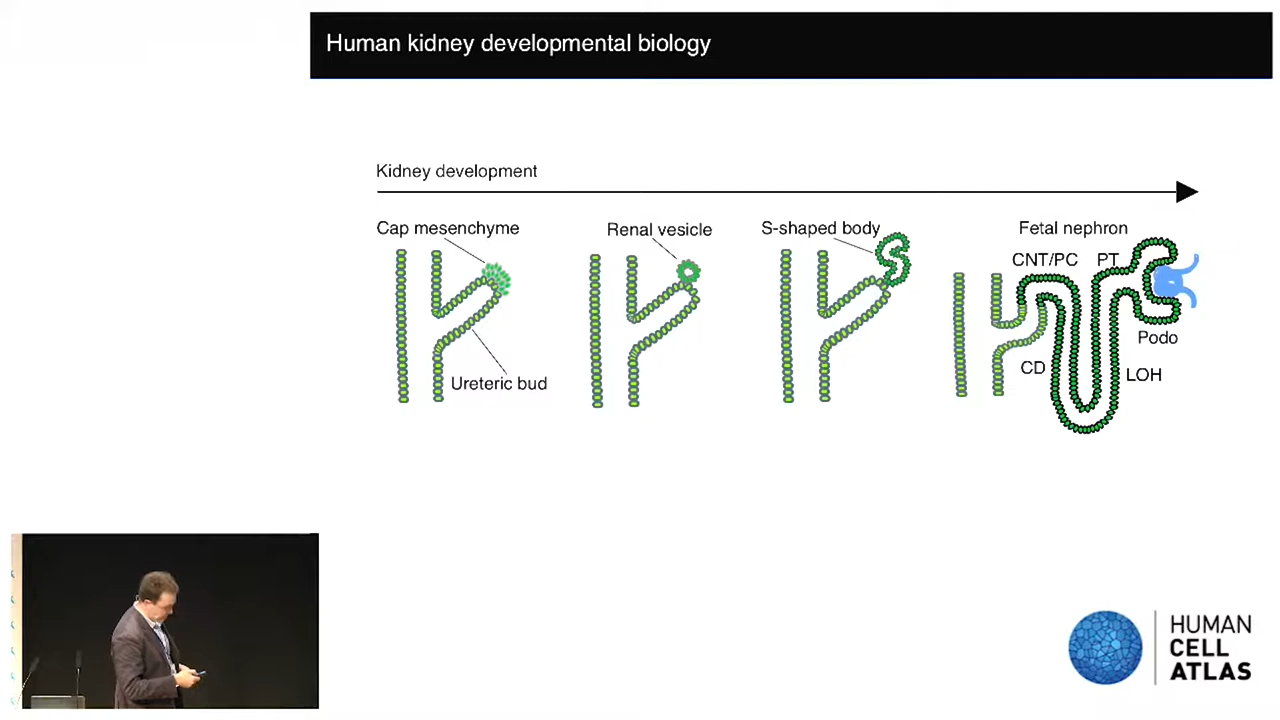 Human kidney developmental biology
Kidney development
Cap mesenchyme
Renal vesicle
S-shaped body
Fetal nephron
CNT/PC
PT
Ureteric bud
CD
Podo
LOH
HUMAN
CELL
ATLAS